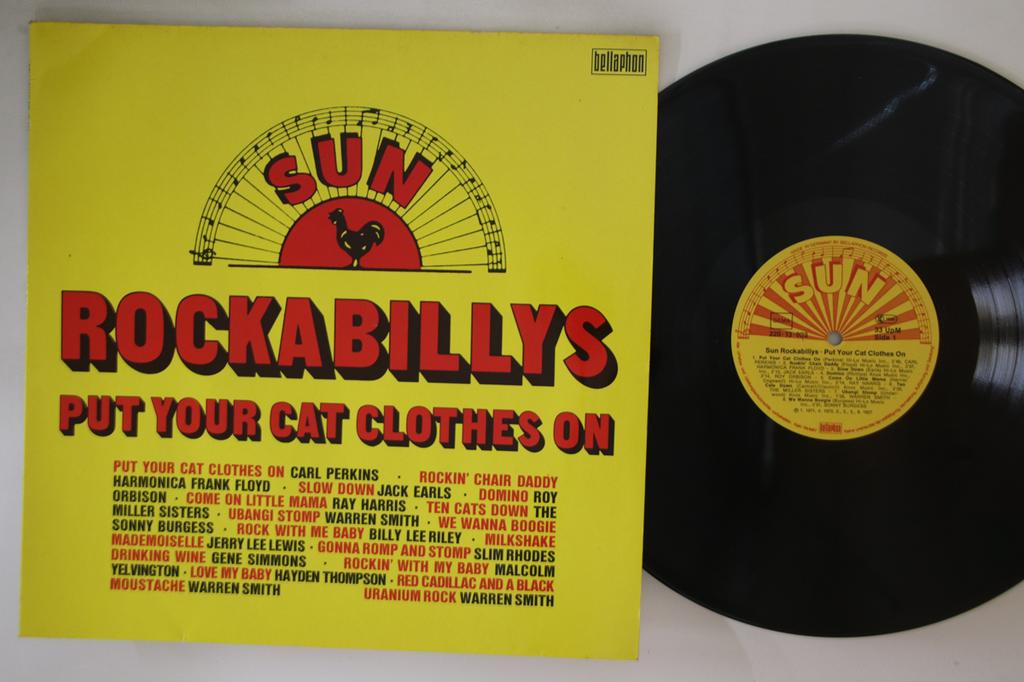 bellaphon
SUN
ROCKABILLYS
PUT YOUR CAT CLOTHES ON
PUT YOUR CAT CLOTHES ON CARL PERKINS · ROCKIN' CHAIR DADDY
HARMONICA FRANK FLOYD · SLOW DOWN JACK EARLS · DOMINO ROY
ORBISON · COME ON LITTLE MAMA RAY HARRIS · TEN CATS DOWN THE
MILLER SISTERS · UBANGI STOMP WARREN SMITH · WE WANNA BOOGIE
SONNY BURGESS · ROCK WITH ME BABY BILLY LEE RILEY · MILKSHAKE
MADEMOISELLE JERRY LEE LEWIS · GONNA ROMP AND STOMP SLIM RHODES
DRINKING WINE GENE SIMMONS · ROCKIN' WITH MY BABY MALCOLM
YELVINGTON · LOVE MY BABY HAYDEN THOMPSON · RED CADILLAC AND A BLACK
MOUSTACHE WARREN SMITH URANIUM ROCK WARREN SMITH
SUN
33 UpM
Side 1
Sun Rockabillys · Put Your Cat Clothes On
bellaphon